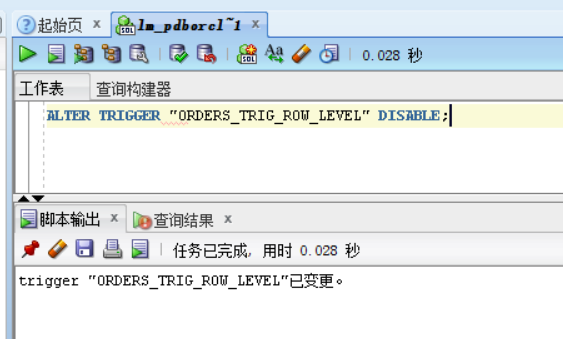 起始页
lm_pdborcl~1
0.028 秒
工作表
查询构建器
ALTER TRIGGER "ORDERS_TRIG_ROW_LEVEL" DISABLE;
脚本输出
查询结果
任务已完成, 用时 0.028 秒
trigger "ORDERS_TRIG_ROW_LEVEL"已变更。